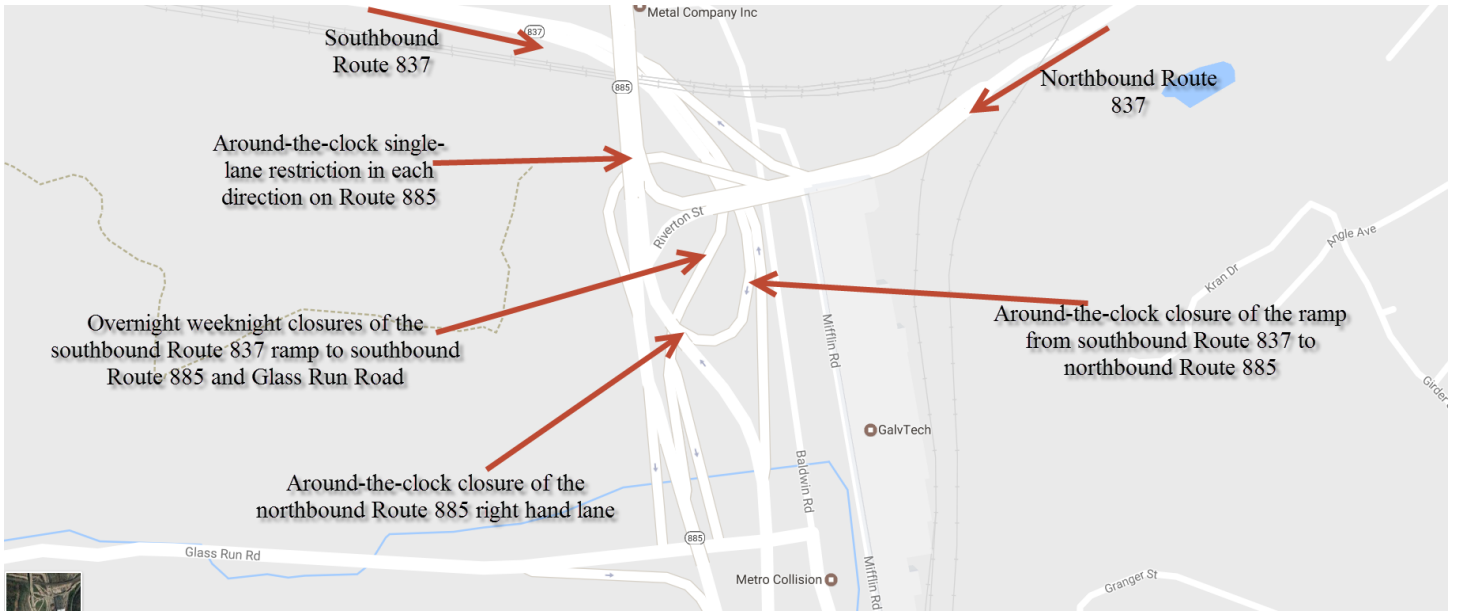 Metal Company Inc
837
Southbound
Route 837
Northbound Route
837
885
Around-the-clock single-
lane restriction in each
direction on Route 885
Riverton St
Angle Ave
Kran Dr
Overnight weeknight closures of the
southbound Route 837 ramp to southbound
Route 885 and Glass Run Road
Around-the-clock closure of the ramp
from southbound Route 837 to
northbound Route 885
Mifflin Rd
Girder
GalvTech
Baldwin Rd
Around-the-clock closure of the
northbound Route 885 right hand lane
885
Glass Run Rd
Mifflin Rd
Metro Collision
Granger St